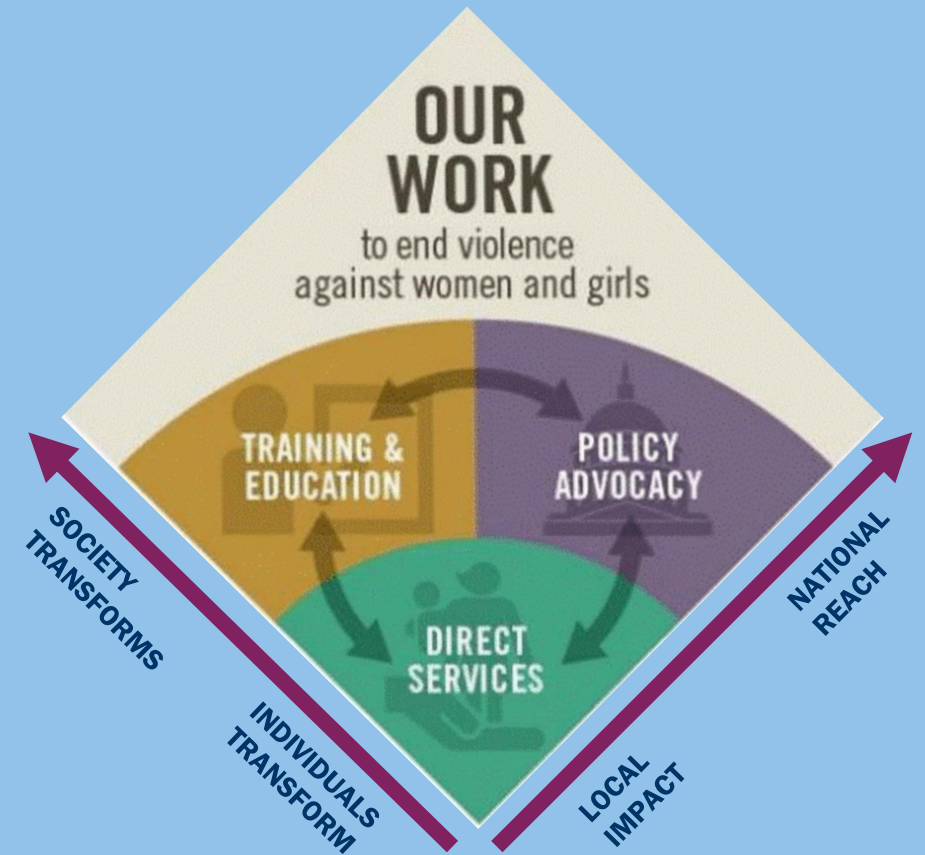 OUR
WORK
to end violence
against women and girls
TRAINING &
EDUCATION
POLICY
ADVOCACY
DIRECT
SERVICES
SOCIETY
TRANSFORMS
INDIVIDUALS
TRANSFORM
NATIONAL
REACH
LOCAL
IMPACT